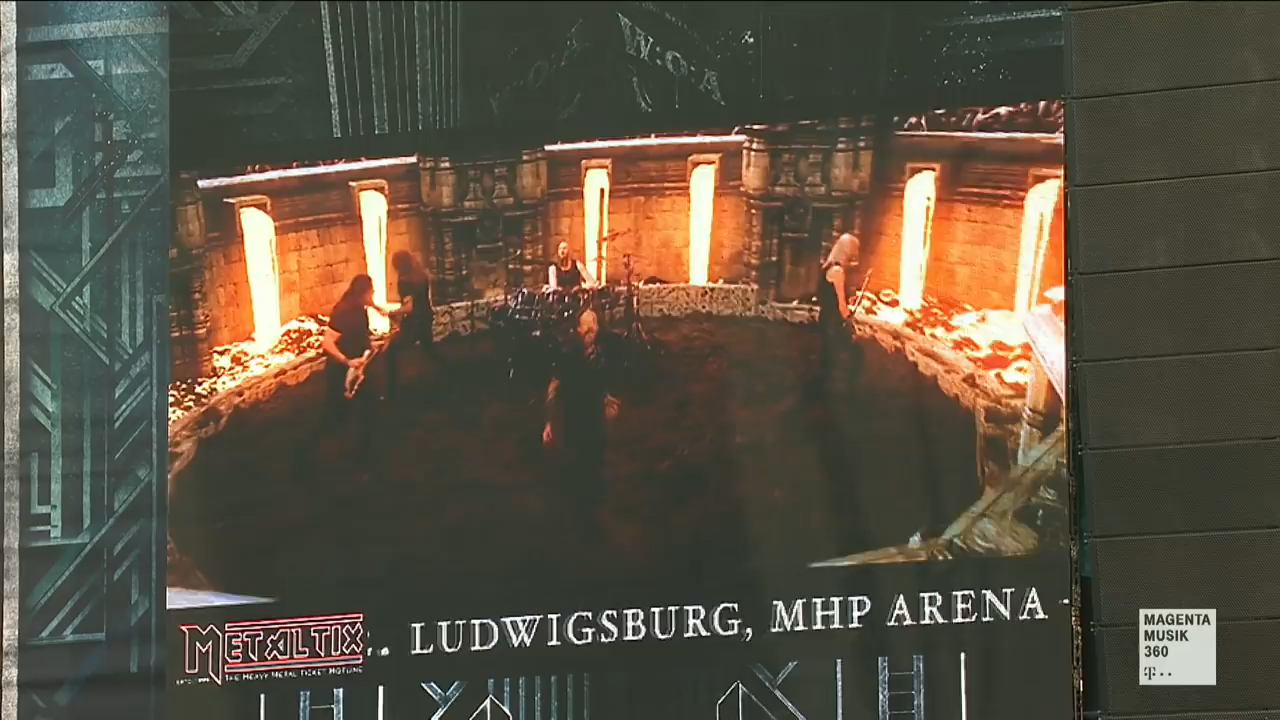 W:O:A
METALTIX
THE HEAVY METAL TICKET HOTLINE
LUDWIGSBURG, MHP ARENA -
MAGENTA
MUSIK
360
T